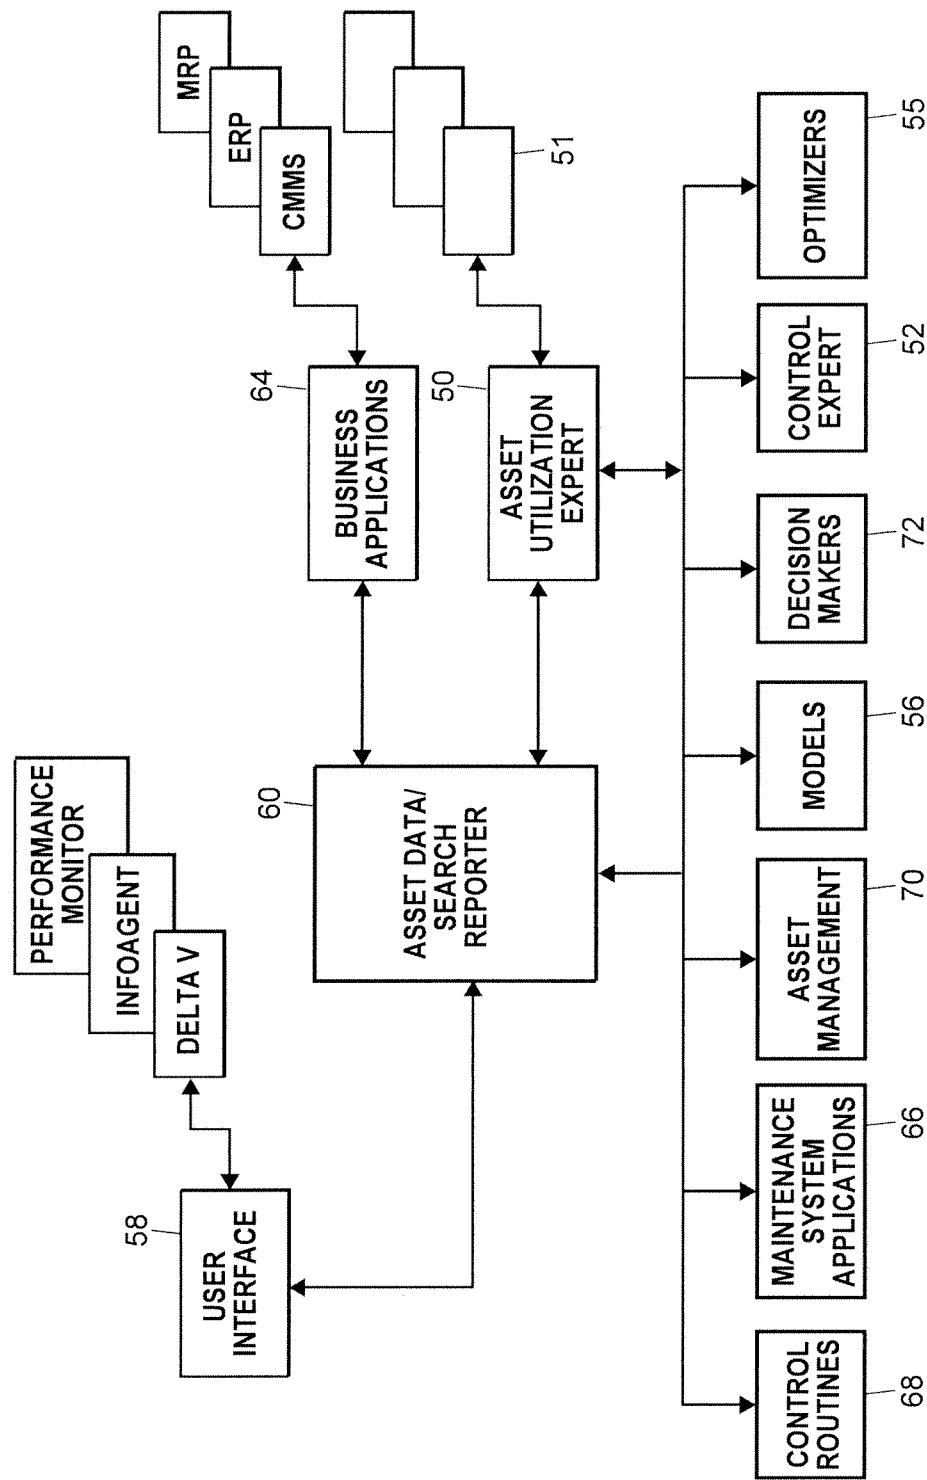 PERFORMANCE
MONITOR
INFOAGENT
DELTA V
58
USER
INTERFACE
MRP
ERP
CMMS
64
BUSINESS
APPLICATIONS
51
60
ASSET DATA/
SEARCH
REPORTER
50
ASSET
UTILIZATION
EXPERT
CONTROL
ROUTINES
68
MAINTENANCE
SYSTEM
APPLICATIONS
66
ASSET
MANAGEMENT
70
MODELS
56
DECISION
MAKERS
72
CONTROL
EXPERT
52
OPTIMIZERS
55